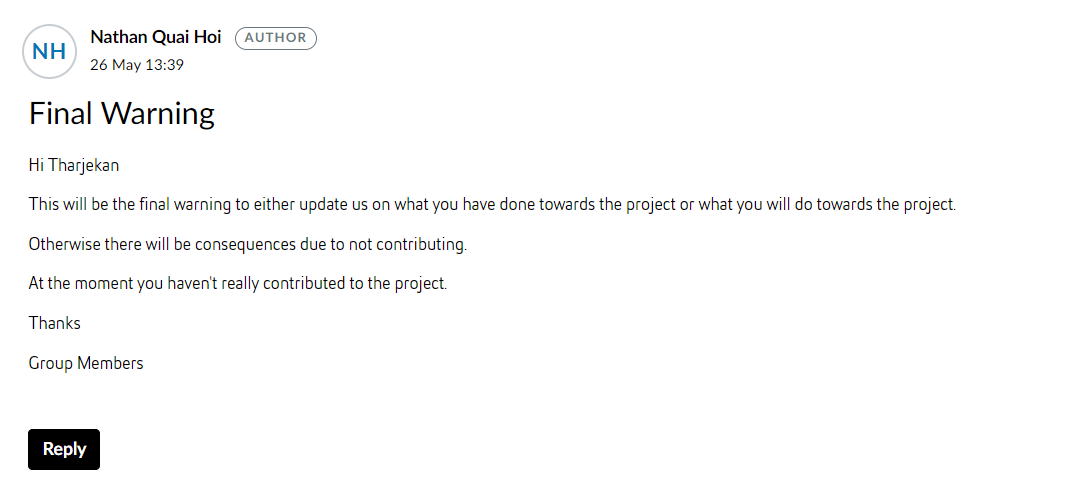 NH
Nathan Quai Hoi AUTHOR
26 May 13:39
Final Warning
Hi Tharjekan
This will be the final warning to either update us on what you have done towards the project or what you will do towards the project.
Otherwise there will be consequences due to not contributing.
At the moment you haven't really contributed to the project.
Thanks
Group Members
Reply